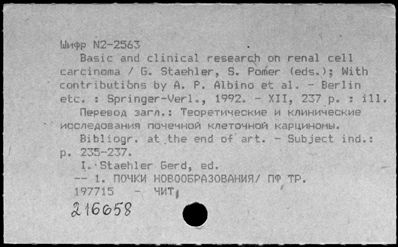 Шифр N2-2563
Basic and clinical research on renal cell
carcinoma / G. Staehler, S. Pomer (eds.); With
contributions by A. P. Albino et al. - Berlin
etc. : Springer-Verl., 1992. - XII, 237 p. : ill.
Перевод загл.: Теоретические и клинические
исследования почечной клеточной карциномы.
Bibliogr. at the end of art. - Subject ind.:
p. 235-237.
I. Staehler Gerd, ed.
-- 1. ПОЧКИ НОВООБРАЗОВАНИЯ/ ПФ ТР.
197715 - ЧИТ
216658